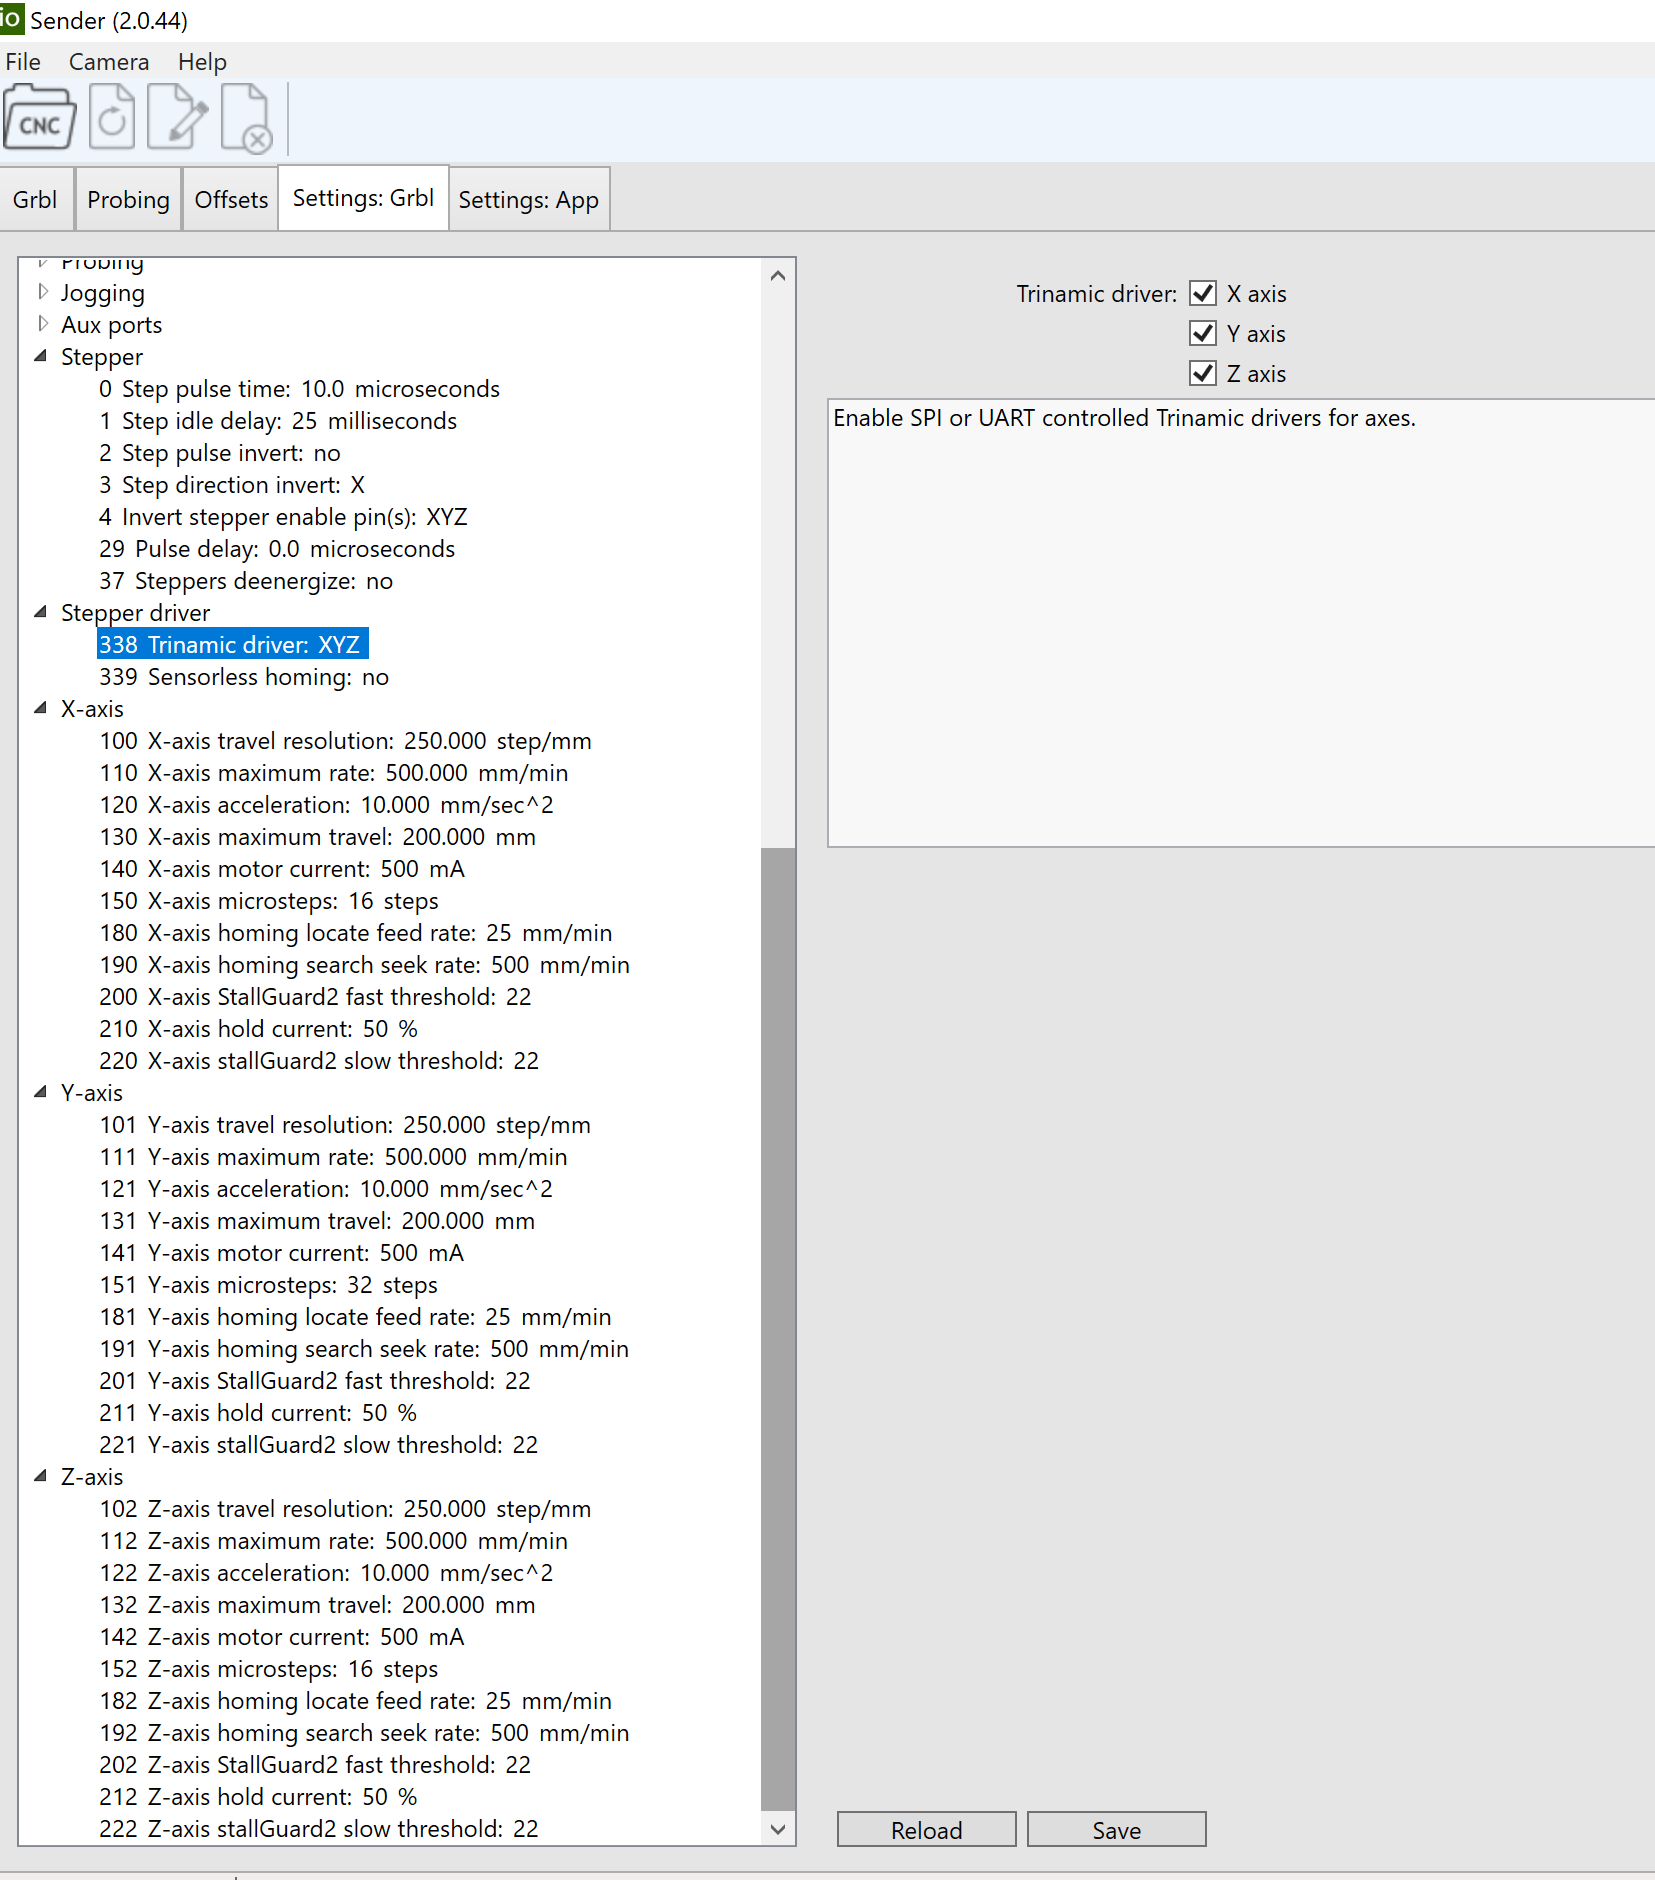 io Sender (2.0.44)
File Camera Help
CNC
Grbl Probing Offsets Settings: Grbl Settings: App
Probing
Jogging
Aux ports
Stepper
0 Step pulse time: 10.0 microseconds
1 Step idle delay: 25 milliseconds
2 Step pulse invert: no
3 Step direction invert: X
4 Invert stepper enable pin(s): XYZ
29 Pulse delay: 0.0 microseconds
37 Steppers deenergize: no
Stepper driver
338 Trinamic driver: XYZ
339 Sensorless homing: no
X-axis
100 X-axis travel resolution: 250.000 step/mm
110 X-axis maximum rate: 500.000 mm/min
120 X-axis acceleration: 10.000 mm/sec^2
130 X-axis maximum travel: 200.000 mm
140 X-axis motor current: 500 mA
150 X-axis microsteps: 16 steps
180 X-axis homing locate feed rate: 25 mm/min
190 X-axis homing search seek rate: 500 mm/min
200 X-axis StallGuard2 fast threshold: 22
210 X-axis hold current: 50 %
220 X-axis stallGuard2 slow threshold: 22
Y-axis
101 Y-axis travel resolution: 250.000 step/mm
111 Y-axis maximum rate: 500.000 mm/min
121 Y-axis acceleration: 10.000 mm/sec^2
131 Y-axis maximum travel: 200.000 mm
141 Y-axis motor current: 500 mA
151 Y-axis microsteps: 32 steps
181 Y-axis homing locate feed rate: 25 mm/min
191 Y-axis homing search seek rate: 500 mm/min
201 Y-axis StallGuard2 fast threshold: 22
211 Y-axis hold current: 50 %
221 Y-axis stallGuard2 slow threshold: 22
Z-axis
102 Z-axis travel resolution: 250.000 step/mm
112 Z-axis maximum rate: 500.000 mm/min
122 Z-axis acceleration: 10.000 mm/sec^2
132 Z-axis maximum travel: 200.000 mm
142 Z-axis motor current: 500 mA
152 Z-axis microsteps: 16 steps
182 Z-axis homing locate feed rate: 25 mm/min
192 Z-axis homing search seek rate: 500 mm/min
202 Z-axis StallGuard2 fast threshold: 22
212 Z-axis hold current: 50 %
222 Z-axis stallGuard2 slow threshold: 22
Trinamic driver: X axis
Y axis
Z axis
Enable SPI or UART controlled Trinamic drivers for axes.
Reload Save